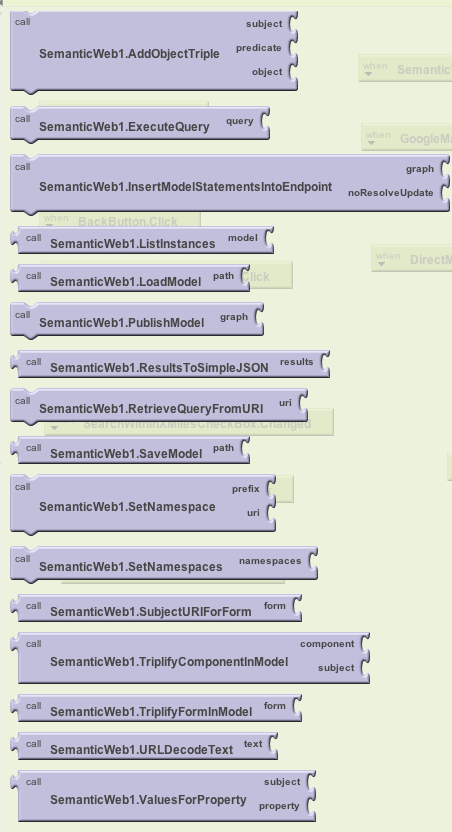 call
subject
SemanticWeb1.AddObjectTriple
predicate
object
when
Semantic
call
SemanticWeb1.ExecuteQuery
query
when
GoogleMa
call
SemanticWeb1.InsertModelStatementsIntoEndpoint
graph
noResolveUpdate
when
BackButton.Click
call
SemanticWeb1.ListInstances
model
when
DirectM
call
SemanticWeb1.LoadModel
path
Click
call
SemanticWeb1.PublishModel
graph
call
SemanticWeb1.ResultsToSimpleJSON
results
call
SemanticWeb1.RetrieveQueryFromURI
uri
SearchWithinXMilesCheckBox.Changed
call
SemanticWeb1.SaveModel
path
call
SemanticWeb1.SetNamespace
prefix
uri
call
SemanticWeb1.SetNamespaces
namespaces
call
SemanticWeb1.SubjectURIForForm
form
call
SemanticWeb1.TriplifyComponentInModel
component
subject
call
SemanticWeb1.TriplifyFormInModel
form
call
SemanticWeb1.URLDecodeText
text
call
SemanticWeb1.ValuesForProperty
subject
property